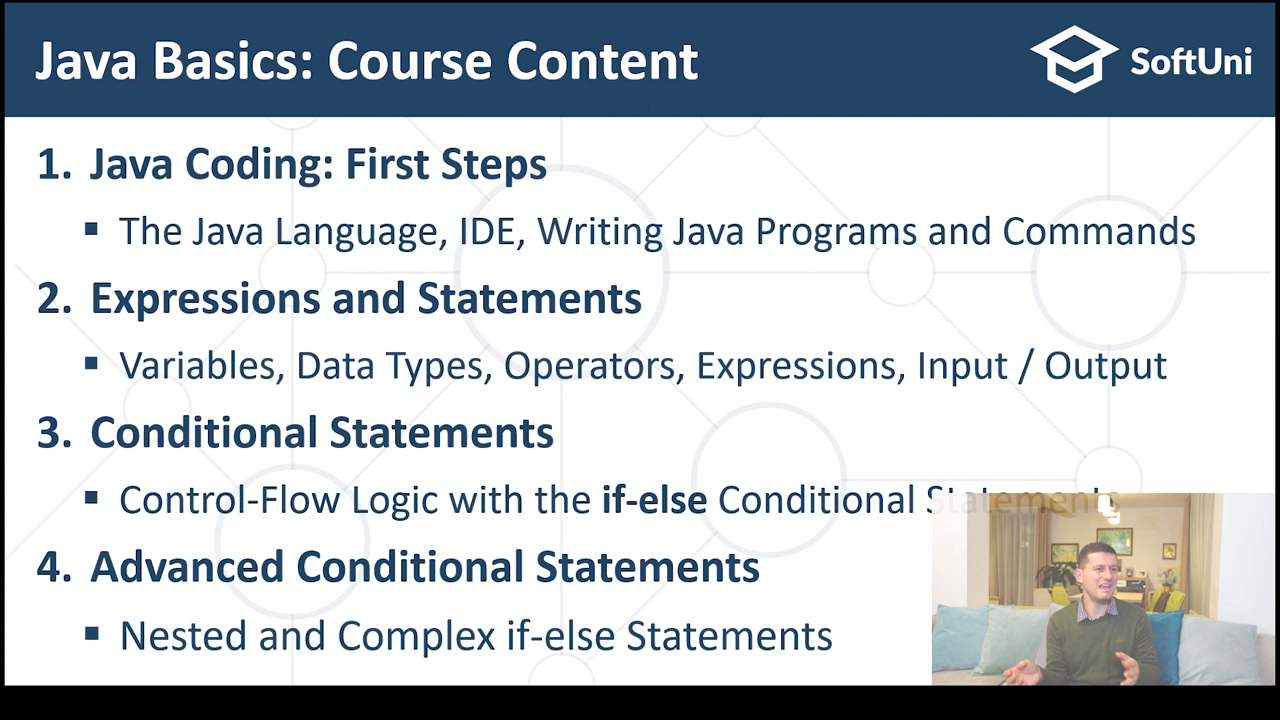 Java Basics: Course Content
SoftUni
1. Java Coding: First Steps
▪ The Java Language, IDE, Writing Java Programs and Commands
2. Expressions and Statements
▪ Variables, Data Types, Operators, Expressions, Input / Output
3. Conditional Statements
▪ Control-Flow Logic with the if-else Conditional Statements
4. Advanced Conditional Statements
▪ Nested and Complex if-else Statements